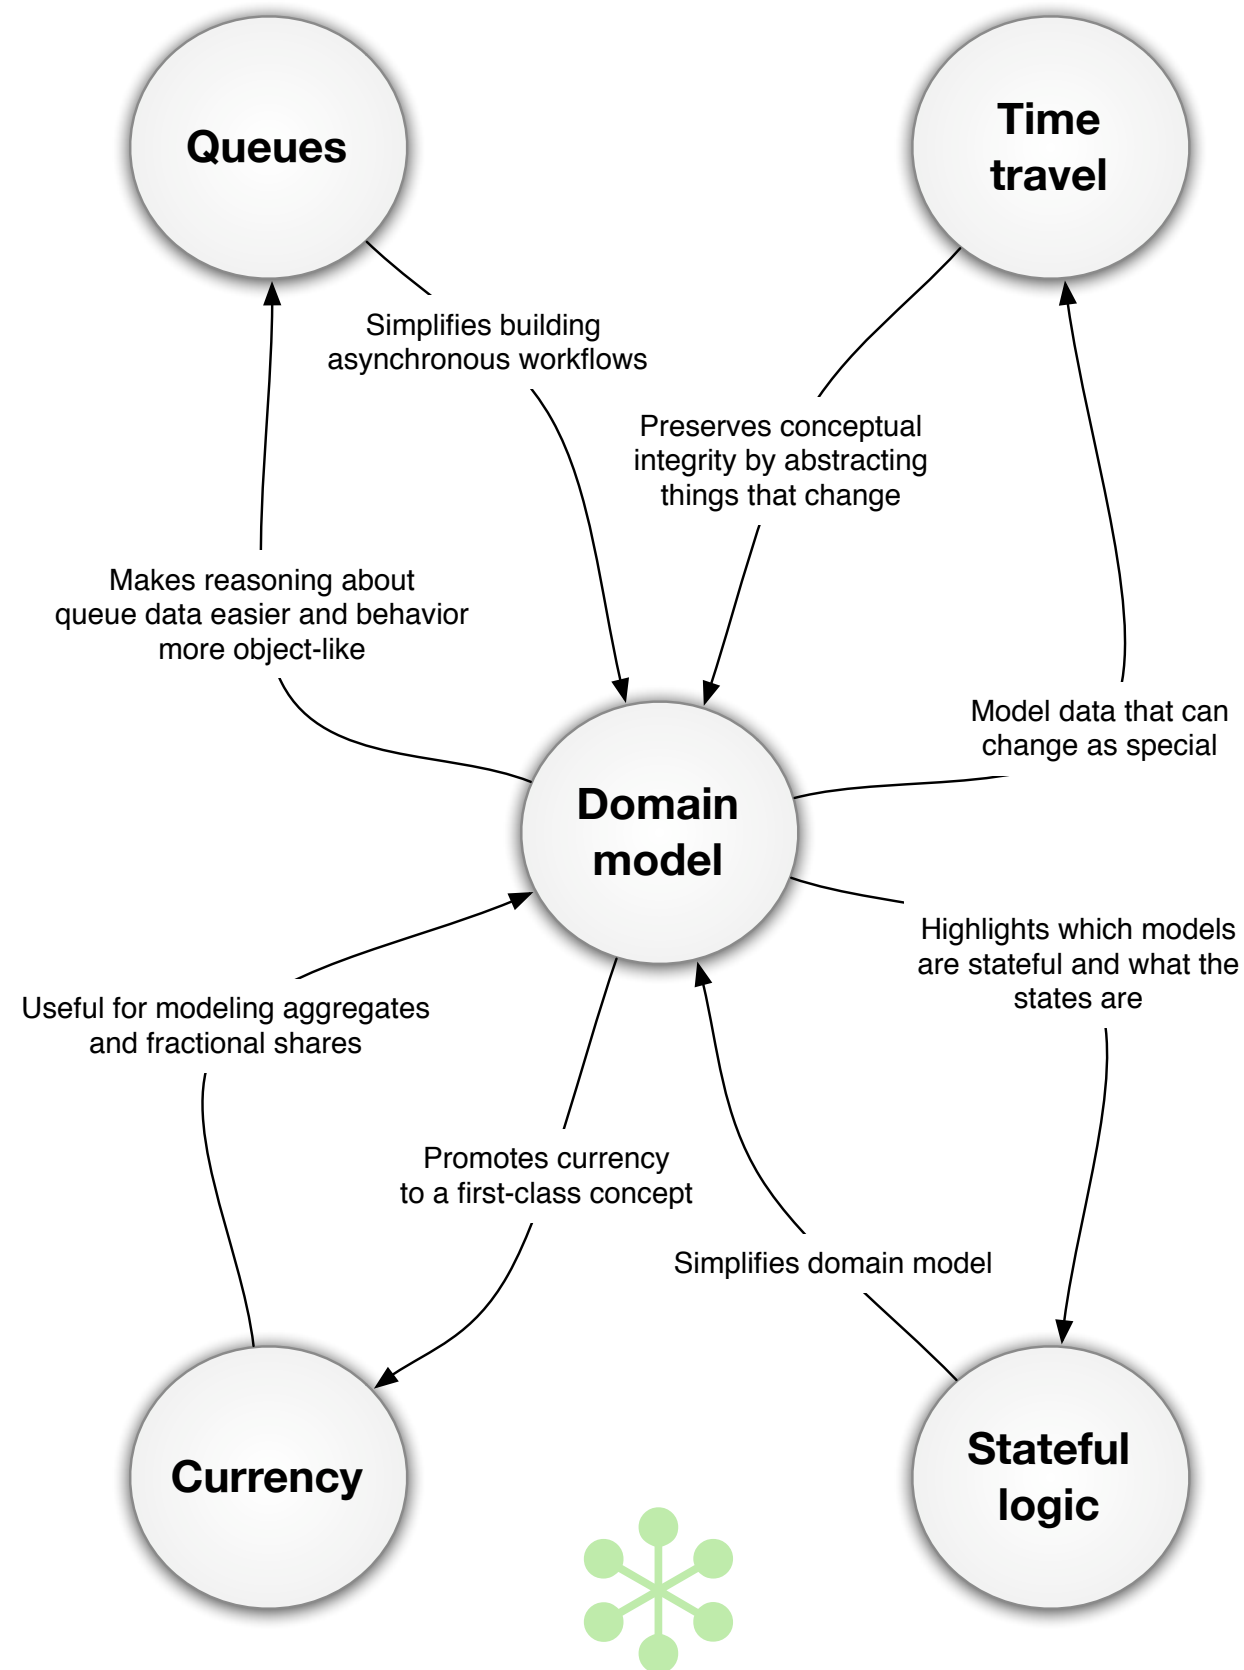 Queues
Time
travel
Simplifies building
asynchronous workflows
Preserves conceptual
integrity by abstracting
things that change
Makes reasoning about
queue data easier and behavior
more object-like
Model data that can
change as special
Domain
model
Highlights which models
are stateful and what the
states are
Useful for modeling aggregates
and fractional shares
Promotes currency
to a first-class concept
Simplifies domain model
Currency
Stateful
logic